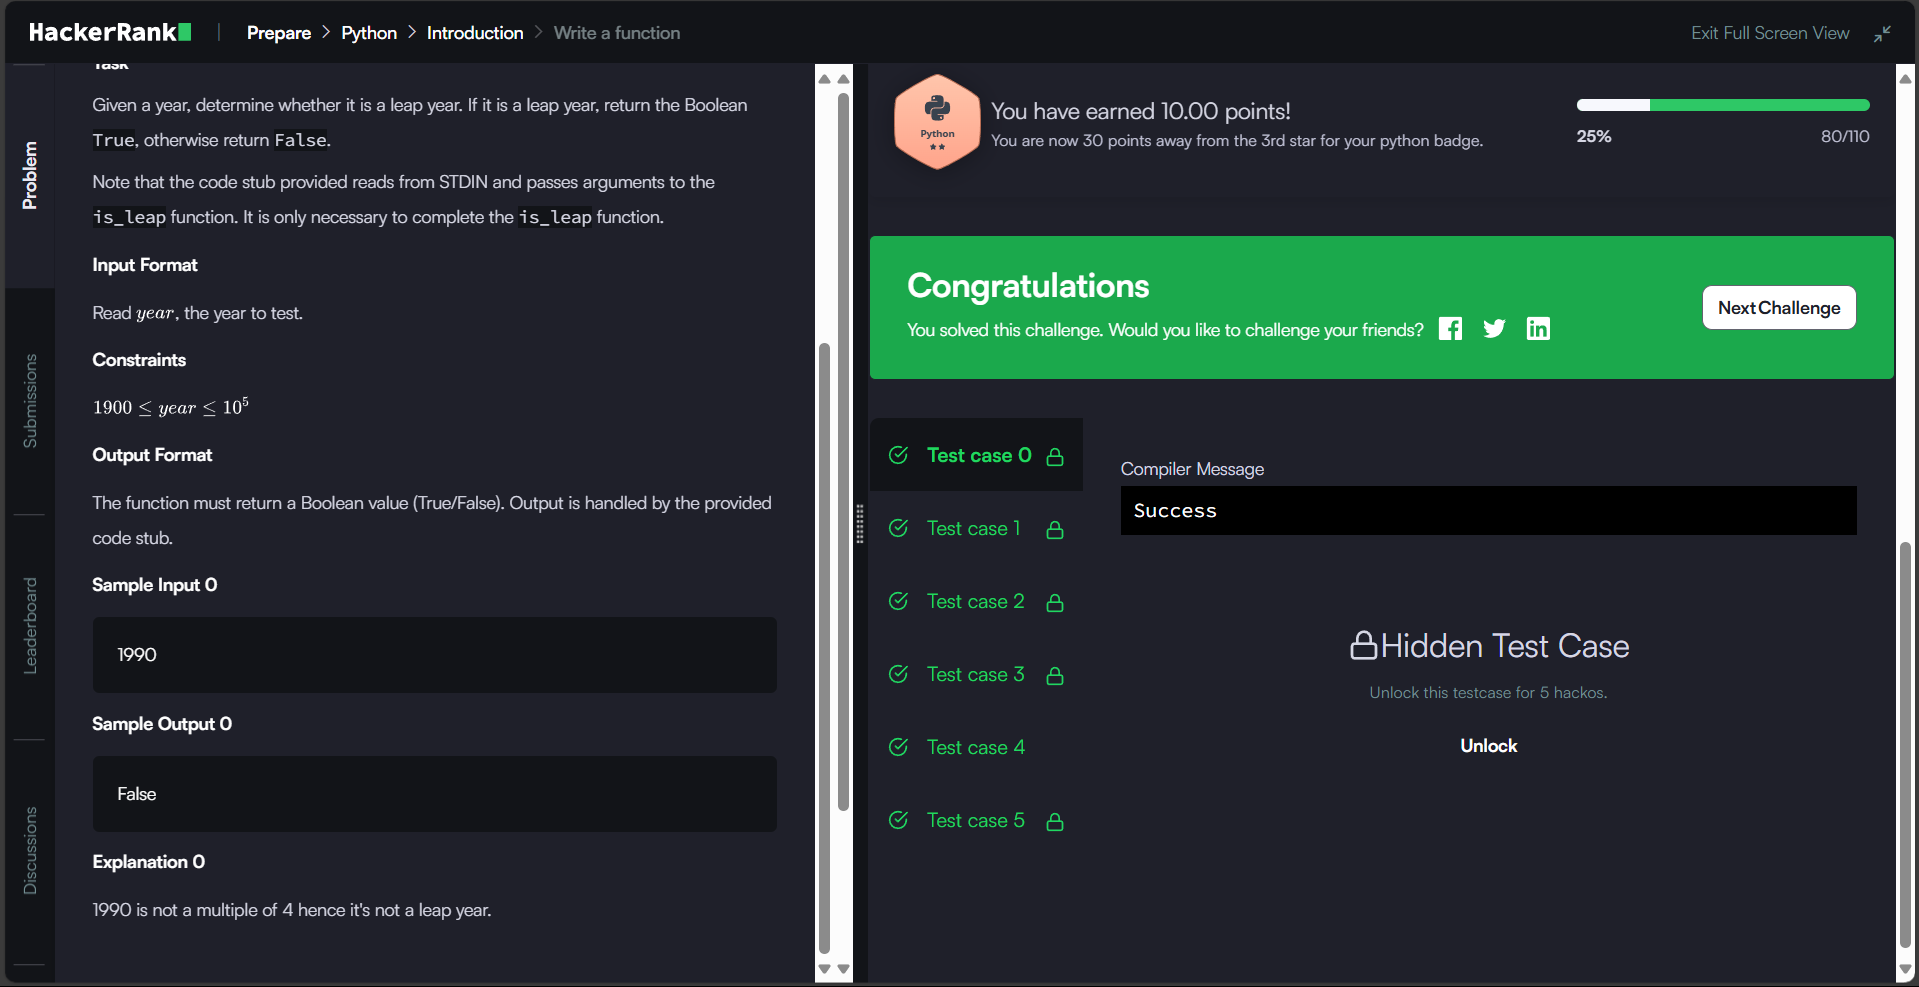 HackerRank
Prepare > Python > Introduction > Write a function
Exit Full Screen View
Problem
Submissions
Leaderboard
Discussions
Task
Given a year, determine whether it is a leap year. If it is a leap year, return the Boolean
True, otherwise return False.
Note that the code stub provided reads from STDIN and passes arguments to the
is_leap function. It is only necessary to complete the is_leap function.
Input Format
Read year, the year to test.
Constraints
1900 ≤ year ≤ 10⁵
Output Format
The function must return a Boolean value (True/False). Output is handled by the provided
code stub.
Sample Input 0
1990
Sample Output 0
False
Explanation 0
1990 is not a multiple of 4 hence it's not a leap year.
Python
You have earned 10.00 points!
You are now 30 points away from the 3rd star for your python badge.
25%
80/110
Congratulations
You solved this challenge. Would you like to challenge your friends?
Next Challenge
Test case 0
Test case 1
Test case 2
Test case 3
Test case 4
Test case 5
Compiler Message
Success
Hidden Test Case
Unlock this testcase for 5 hackos.
Unlock